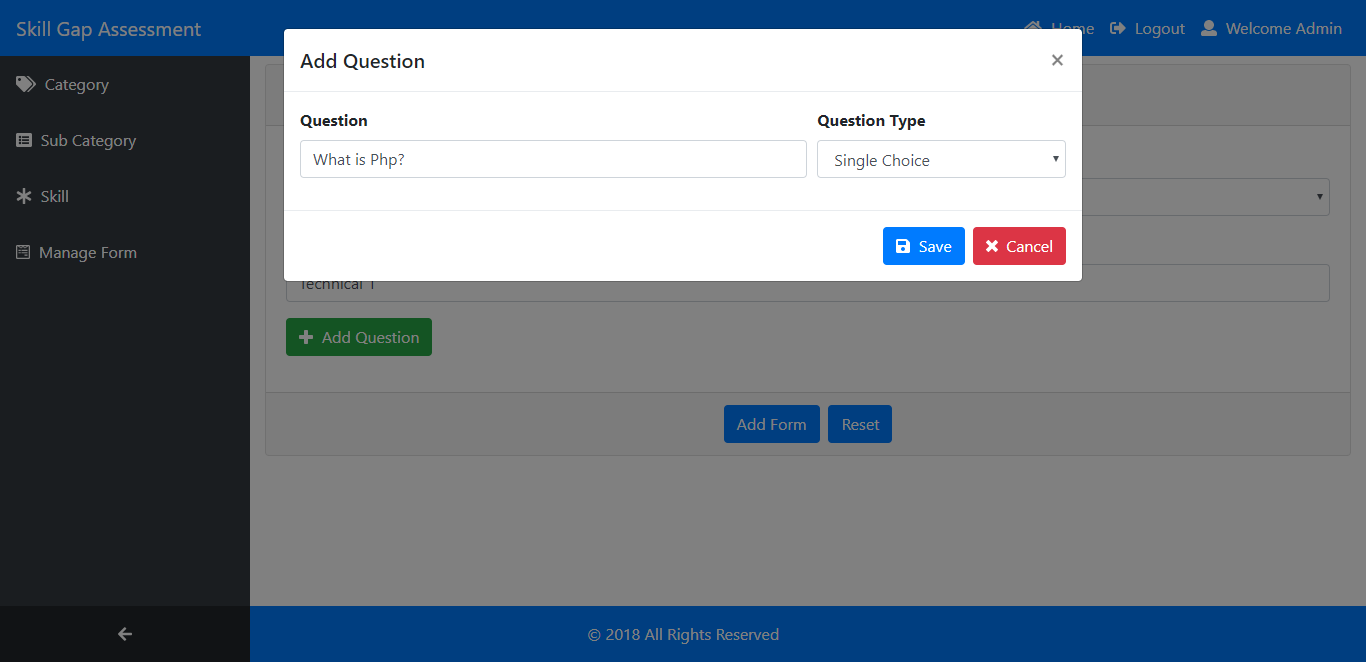 Skill Gap Assessment
Home Logout Welcome Admin
Category
Sub Category
Skill
Manage Form
Add Question ×
Question Question Type
What is Php? Single Choice
Save Cancel
Technical 1
Add Question
Add Form Reset
© 2018 All Rights Reserved